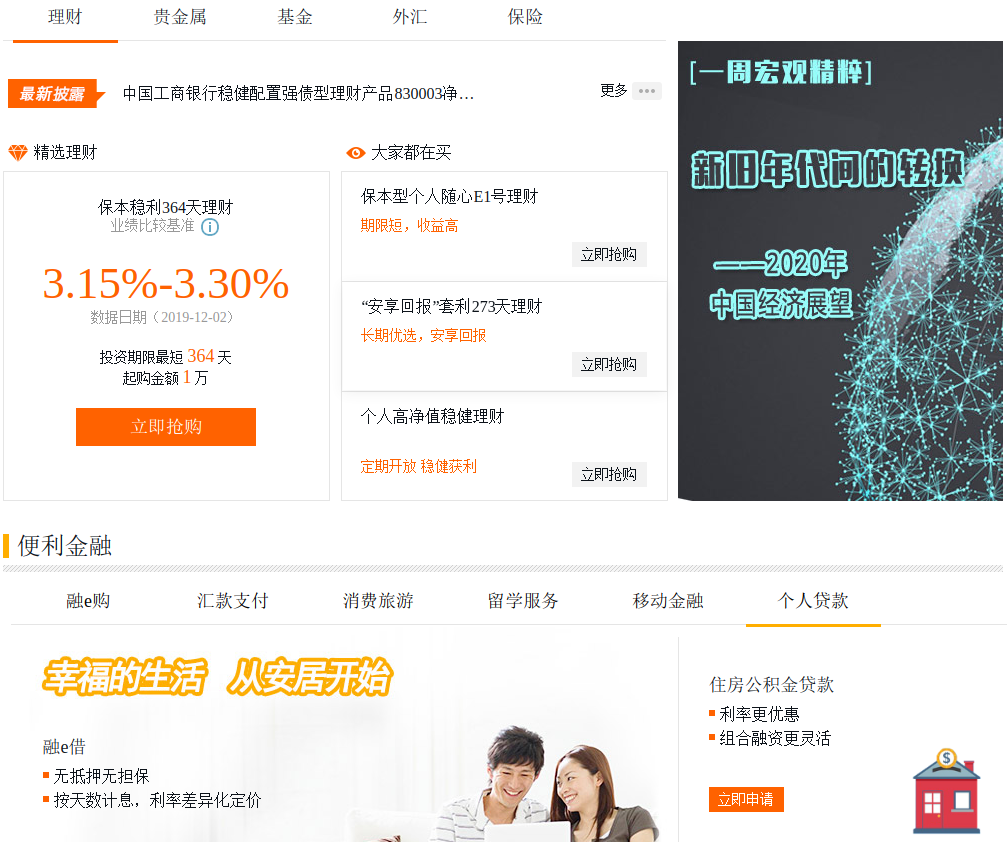 理财 贵金属 基金 外汇 保险
最新披露 中国工商银行稳健配置强债型理财产品830003净… 更多
精选理财
保本稳利364天理财
业绩比较基准
3.15%-3.30%
数据日期（2019-12-02）
投资期限最短 364 天
起购金额 1 万
立即抢购
大家都在买
保本型个人随心E1号理财
期限短，收益高
立即抢购
“安享回报”套利273天理财
长期优选，安享回报
立即抢购
个人高净值稳健理财
定期开放 稳健获利
立即抢购
[一周宏观精粹]
新旧年代间的转换
——2020年
中国经济展望
便利金融
融e购 汇款支付 消费旅游 留学服务 移动金融 个人贷款
幸福的生活 从安居开始
融e借
无抵押无担保
按天数计息，利率差异化定价
住房公积金贷款
利率更优惠
组合融资更灵活
立即申请
$